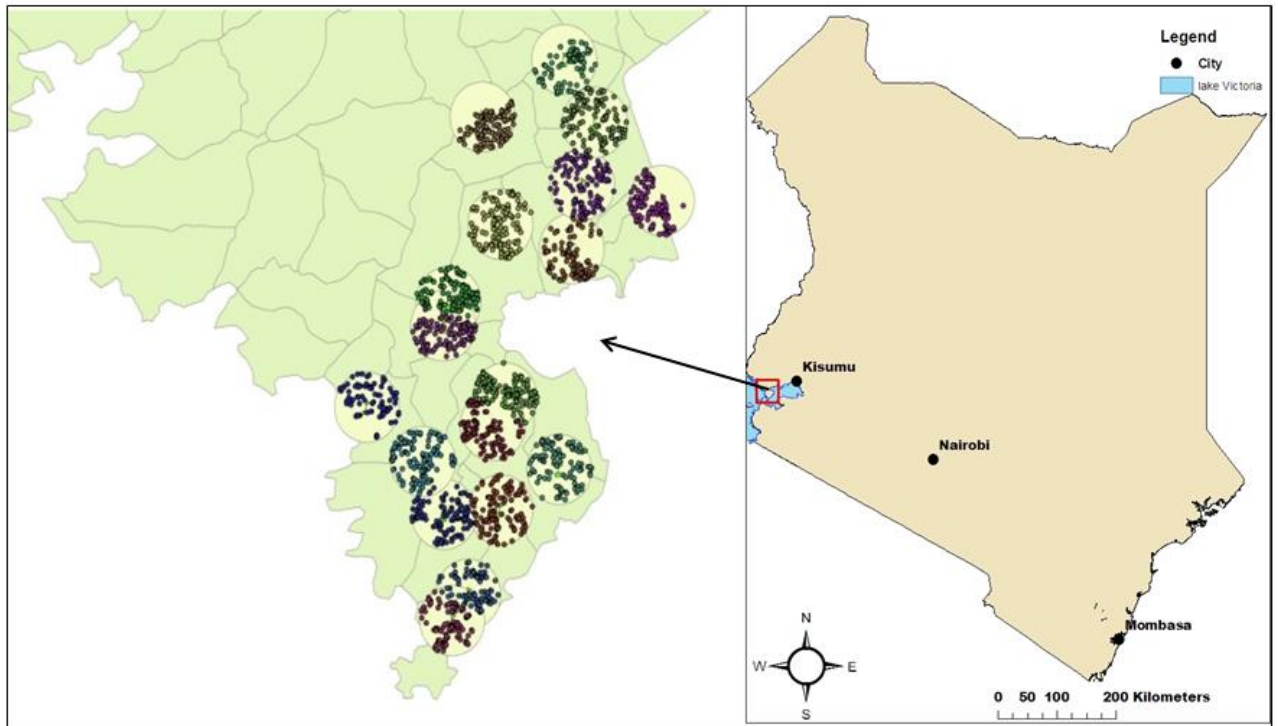 Legend
City
lake Victoria
Kisumu
Nairobi
Mombasa
N
W E
S
0 50 100 200 Kilometers